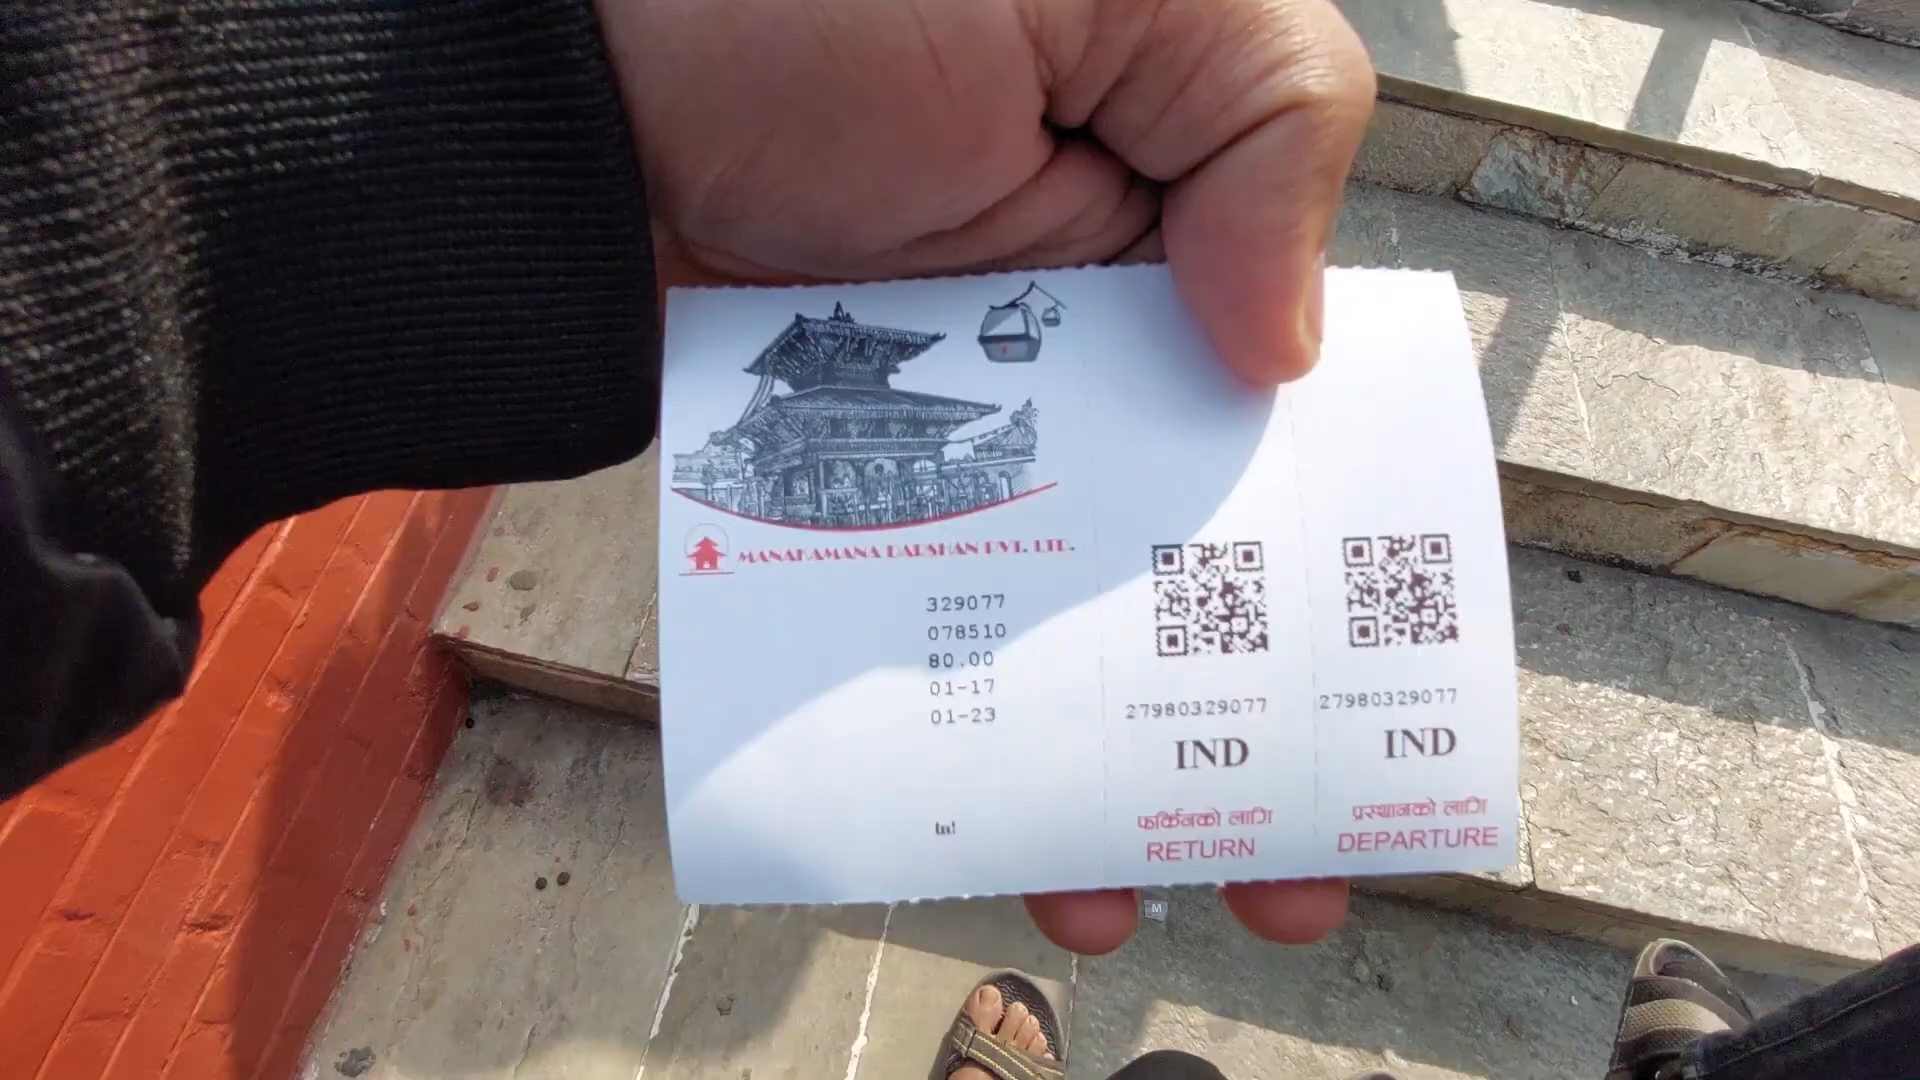 MANAKAMANA DARSHAN PVT. LTD.
329077
078510
80.00
01-17
01-23
27980329077
IND
फर्किनको लागि
RETURN
27980329077
IND
प्रस्थानको लागि
DEPARTURE
M